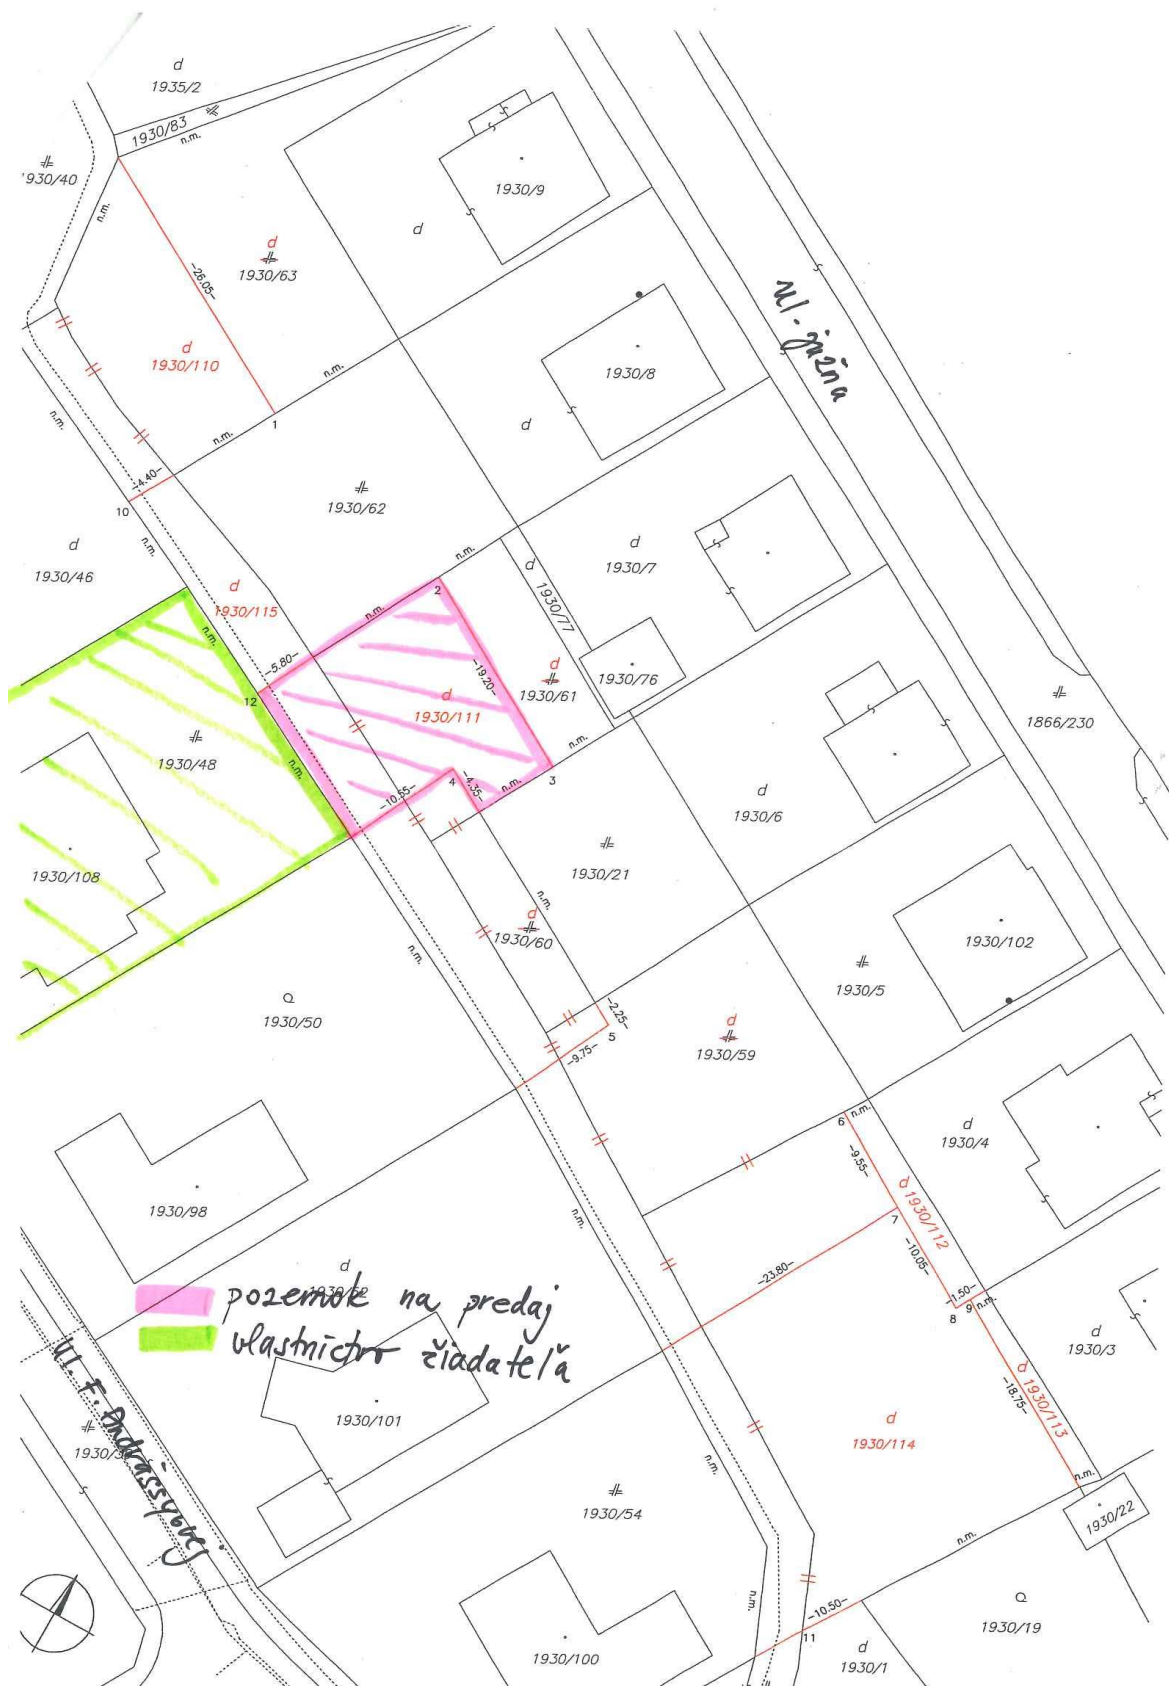 d
1935/2
1930/83
n.m.
n.m.
1930/9
d
d
1930/63
-26.05-
d
1930/110
n.m.
n.m.
1
n.m.
-4.40-
10
n.m.
1930/8
d
ul. južná
1930/62
d
1930/46
d
1930/115
n.m.
n.m.
2
n.m.
-5.80-
12
d
1930/77
d
1930/7
-19.20-
d
1930/61
1930/76
d
1930/111
1930/48
n.m.
1866/230
n.m.
3
4
-4.35-
-10.55-
d
1930/6
1930/108
1930/21
n.m.
d
1930/60
n.m.
1930/102
1930/5
Q
1930/50
-2.25-
5
-9.75-
d
1930/59
6
n.m.
-9.55-
d
1930/4
1930/98
n.m.
d 1930/112
7
-10.05-
-23.80-
-1.50-
8
9
n.m.
d
pozemok na predaj
vlastníctvo žiadateľa
d
1930/3
d 1930/113
-18.75-
ul. F. Andrássyovej
1930/101
d
1930/114
n.m.
n.m.
1930/54
1930/22
n.m.
n.m.
-10.50-
11
Q
1930/19
d
1930/1
1930/100